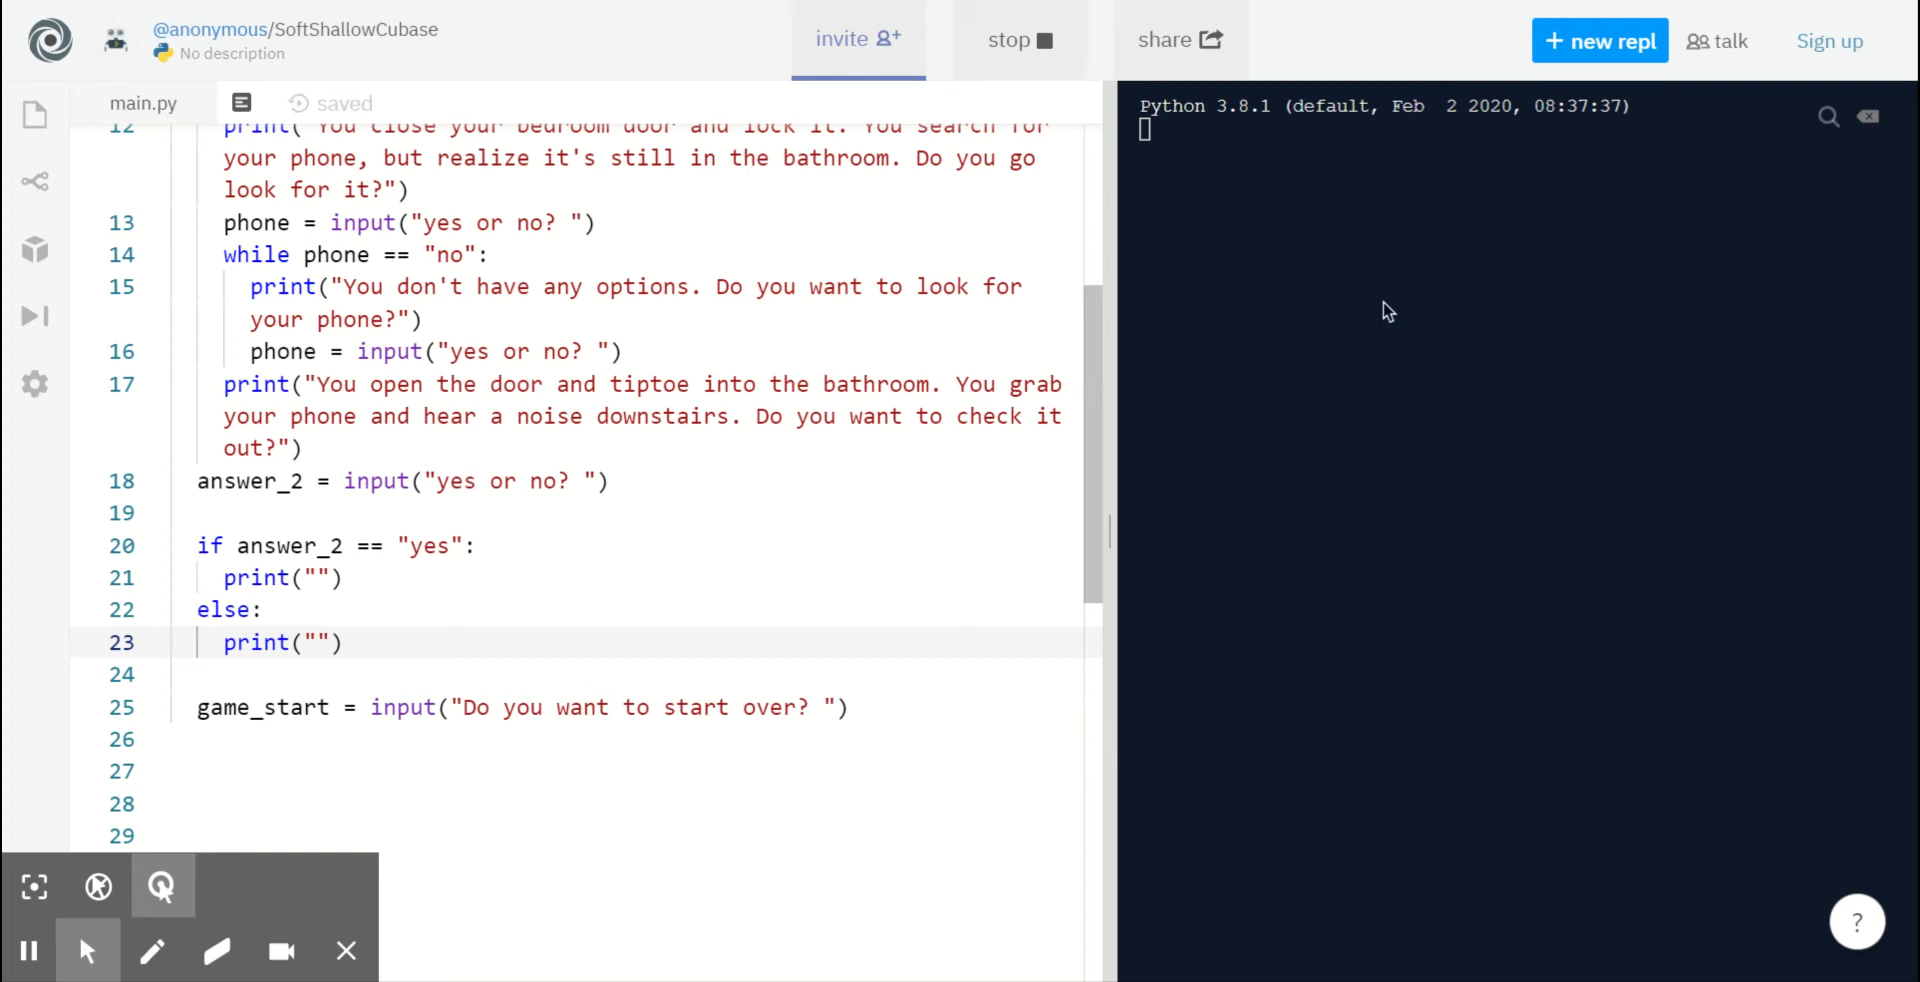 @anonymous/SoftShallowCubase
No description
invite
stop
share
+ new repl
talk
Sign up
main.py
saved
12 print("You close your bedroom door and lock it. You search for
your phone, but realize it's still in the bathroom. Do you go
look for it?")
13 phone = input("yes or no? ")
14 while phone == "no":
15 print("You don't have any options. Do you want to look for
your phone?")
16 phone = input("yes or no? ")
17 print("You open the door and tiptoe into the bathroom. You grab
your phone and hear a noise downstairs. Do you want to check it
out?")
18 answer_2 = input("yes or no? ")
19
20 if answer_2 == "yes":
21 print("")
22 else:
23 print("")
24
25 game_start = input("Do you want to start over? ")
26
27
28
29
Python 3.8.1 (default, Feb  2 2020, 08:37:37)
?